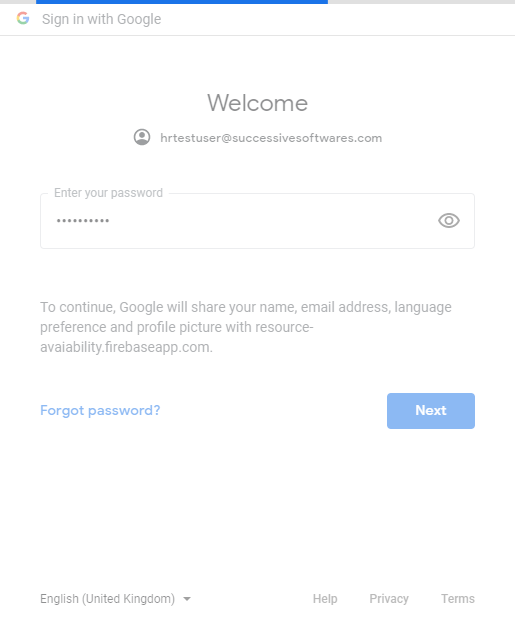 Sign in with Google
Welcome
hrtestuser@successivesoftwares.com
Enter your password
••••••••••
To continue, Google will share your name, email address, language
preference and profile picture with resource-
avaiability.firebaseapp.com.
Forgot password?
Next
English (United Kingdom)
Help Privacy Terms